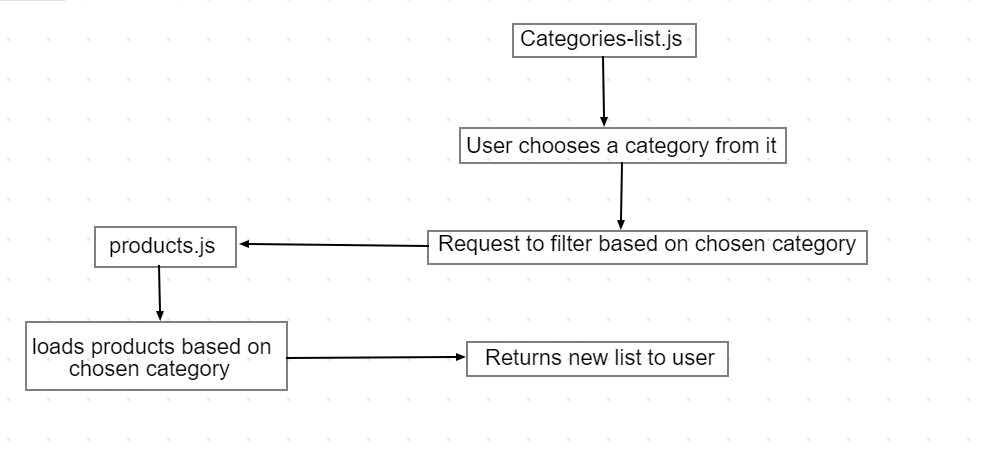 Categories-list.js
User chooses a category from it
Request to filter based on chosen category
products.js
loads products based on
chosen category
Returns new list to user